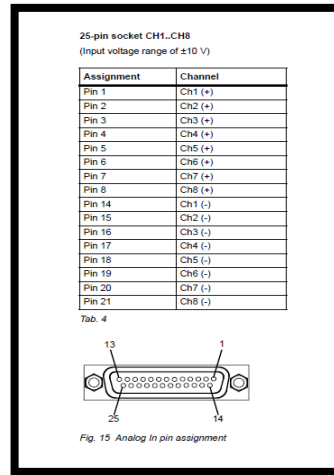 25-pin socket CH1..CH8
(Input voltage range of ±10 V)
Assignment Channel
Pin 1 Ch1 (+)
Pin 2 Ch2 (+)
Pin 3 Ch3 (+)
Pin 4 Ch4 (+)
Pin 5 Ch5 (+)
Pin 6 Ch6 (+)
Pin 7 Ch7 (+)
Pin 8 Ch8 (+)
Pin 14 Ch1 (-)
Pin 15 Ch2 (-)
Pin 16 Ch3 (-)
Pin 17 Ch4 (-)
Pin 18 Ch5 (-)
Pin 19 Ch6 (-)
Pin 20 Ch7 (-)
Pin 21 Ch8 (-)
Tab. 4
13 1
25 14
Fig. 15 Analog In pin assignment